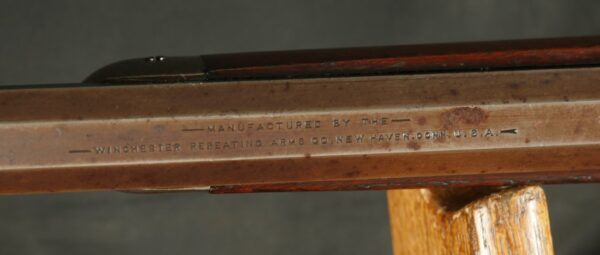 —MANUFACTURED BY THE—
—WINCHESTER REPEATING ARMS CO. NEW HAVEN, CONN. U.S.A.—